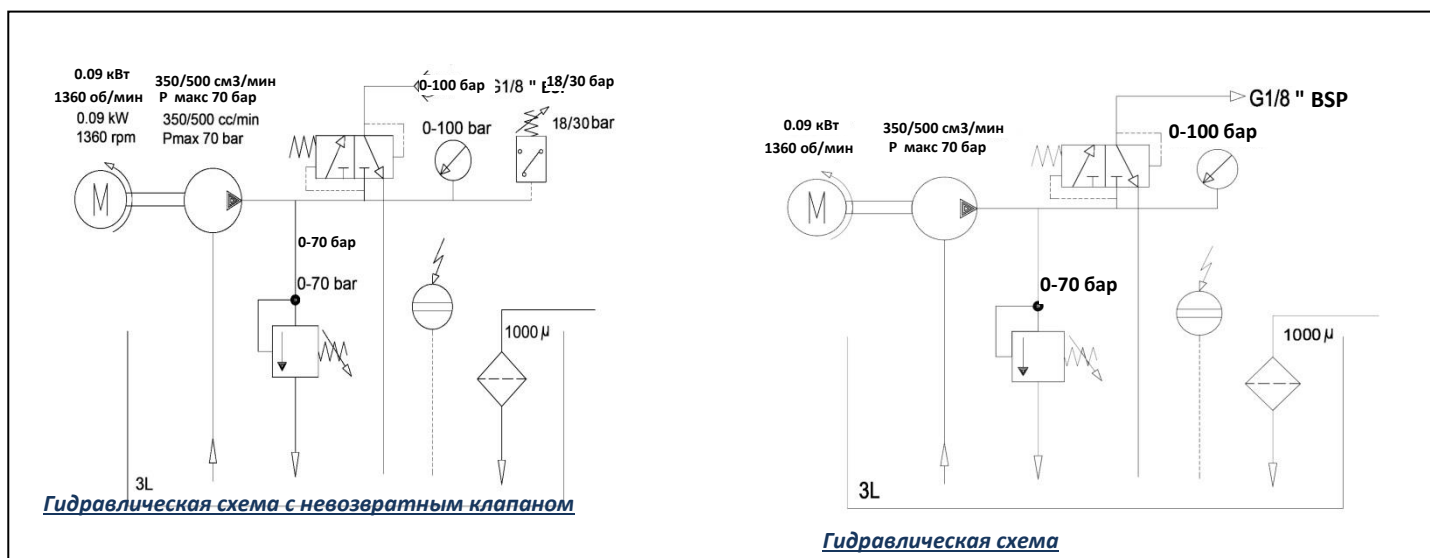 0.09 кВт
1360 об/мин
350/500 см3/мин
Р макс 70 бар
0.09 kW
1360 rpm
350/500 cc/min
Pmax 70 bar
0-100 бар
G1/8 "
18/30 бар
0-100 bar
18/30 bar
M
0-70 бар
0-70 bar
1000 µ
3L
Гидравлическая схема с невозвратным клапаном
0.09 кВт
1360 об/мин
350/500 см3/мин
Р макс 70 бар
G1/8 " BSP
0-100 бар
M
0-70 бар
1000 µ
3L
Гидравлическая схема